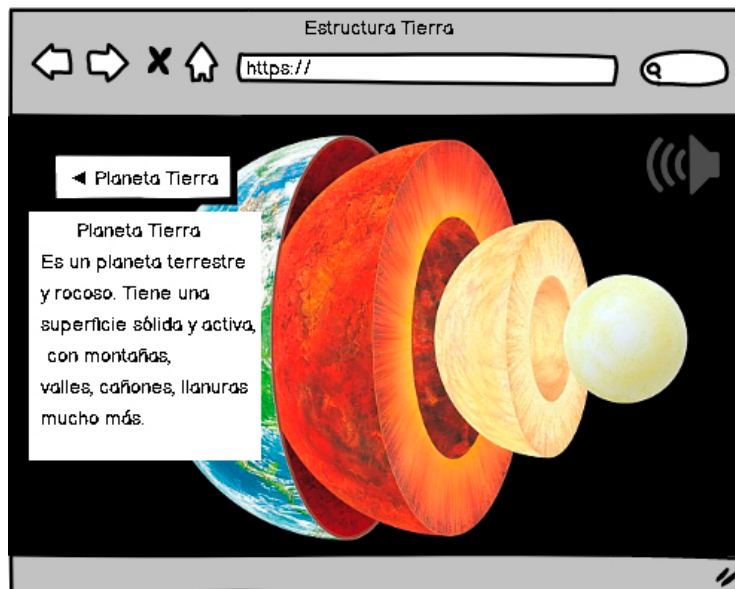 Estructura Tierra
https://
◄ Planeta Tierra
Planeta Tierra
Es un planeta terrestre
y rocoso. Tiene una
superficie sólida y activa,
con montañas,
valles, cañones, llanuras
mucho más.